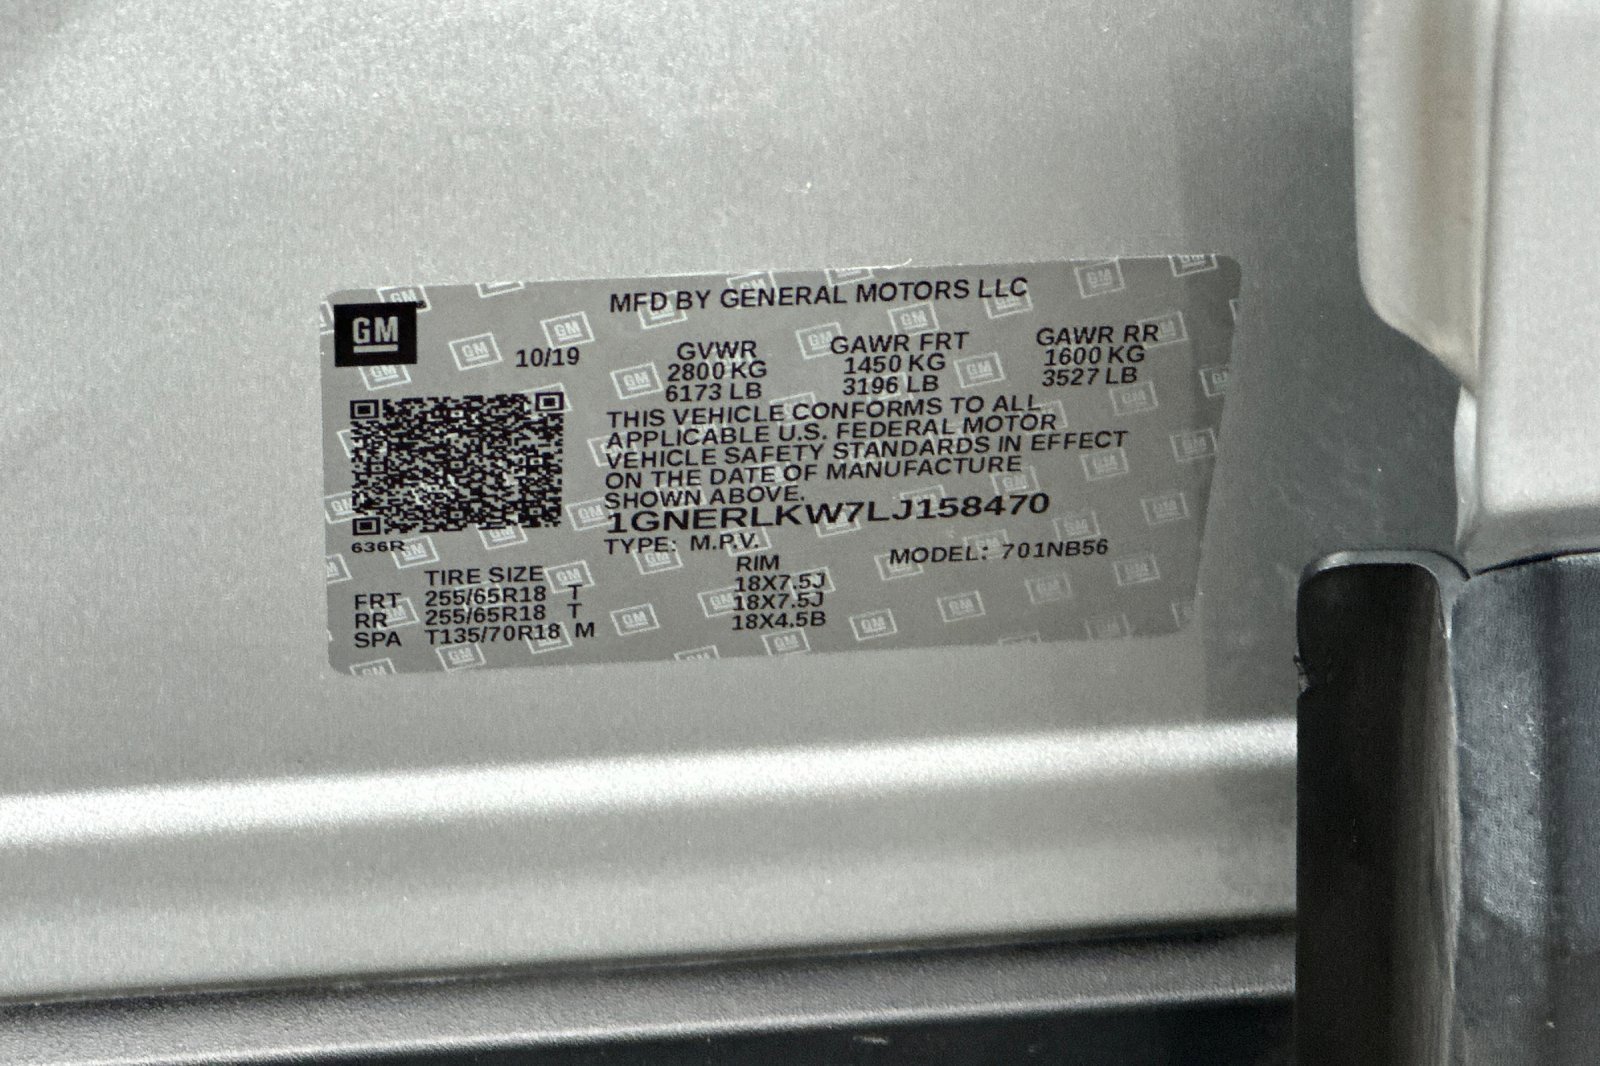 MFD BY GENERAL MOTORS LLC
GM
10/19
GVWR GAWR FRT GAWR RR
2800 KG 1450 KG 1600 KG
6173 LB 3196 LB 3527 LB
THIS VEHICLE CONFORMS TO ALL
APPLICABLE U.S. FEDERAL MOTOR
VEHICLE SAFETY STANDARDS IN EFFECT
ON THE DATE OF MANUFACTURE
SHOWN ABOVE.
1GNERLKW7LJ158470
636R
TYPE: M.P.V. MODEL: 701NB56
TIRE SIZE RIM
FRT 255/65R18 T 18X7.5J
RR 255/65R18 T 18X7.5J
SPA T135/70R18 M 18X4.5B